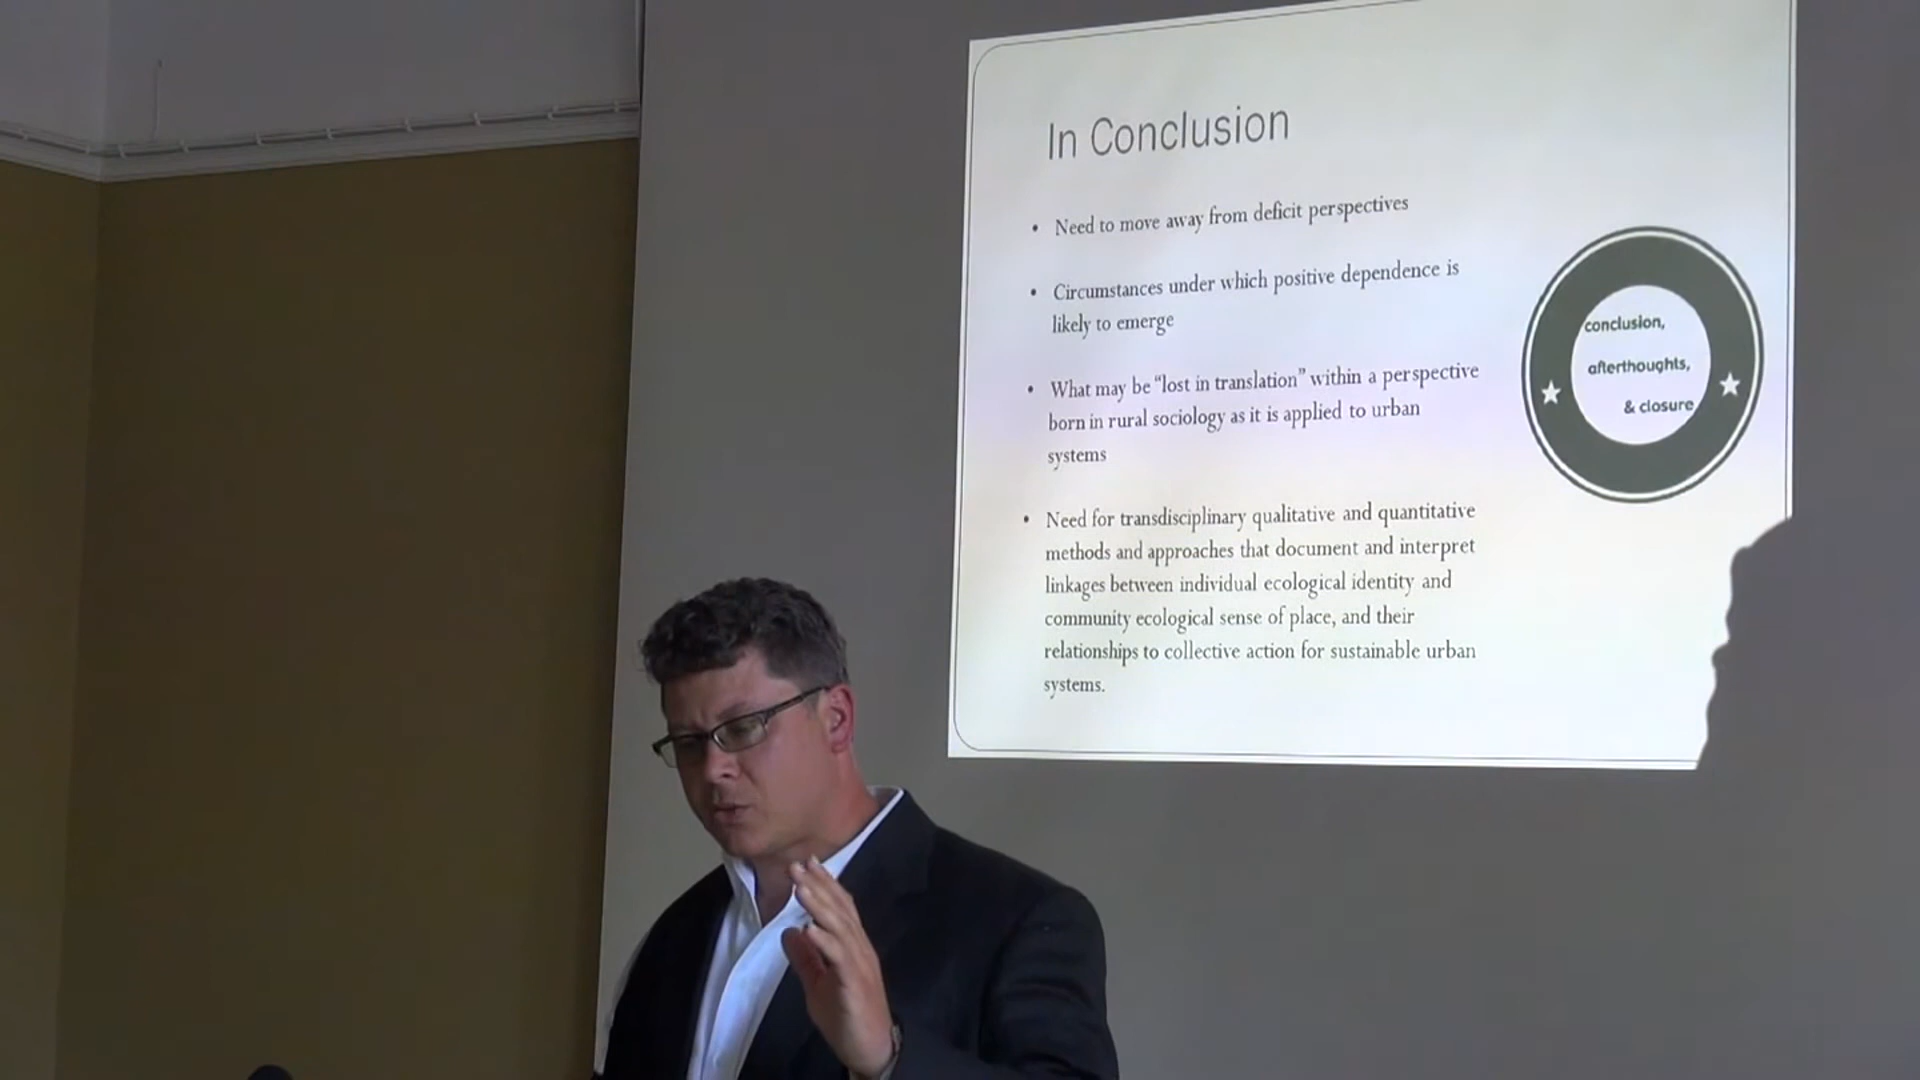 In Conclusion
• Need to move away from deficit perspectives
• Circumstances under which positive dependence is
likely to emerge
• What may be “lost in translation” within a perspective
born in rural sociology as it is applied to urban
systems
• Need for transdisciplinary qualitative and quantitative
methods and approaches that document and interpret
linkages between individual ecological identity and
community ecological sense of place, and their
relationships to collective action for sustainable urban
systems.
conclusion,
afterthoughts,
& closure